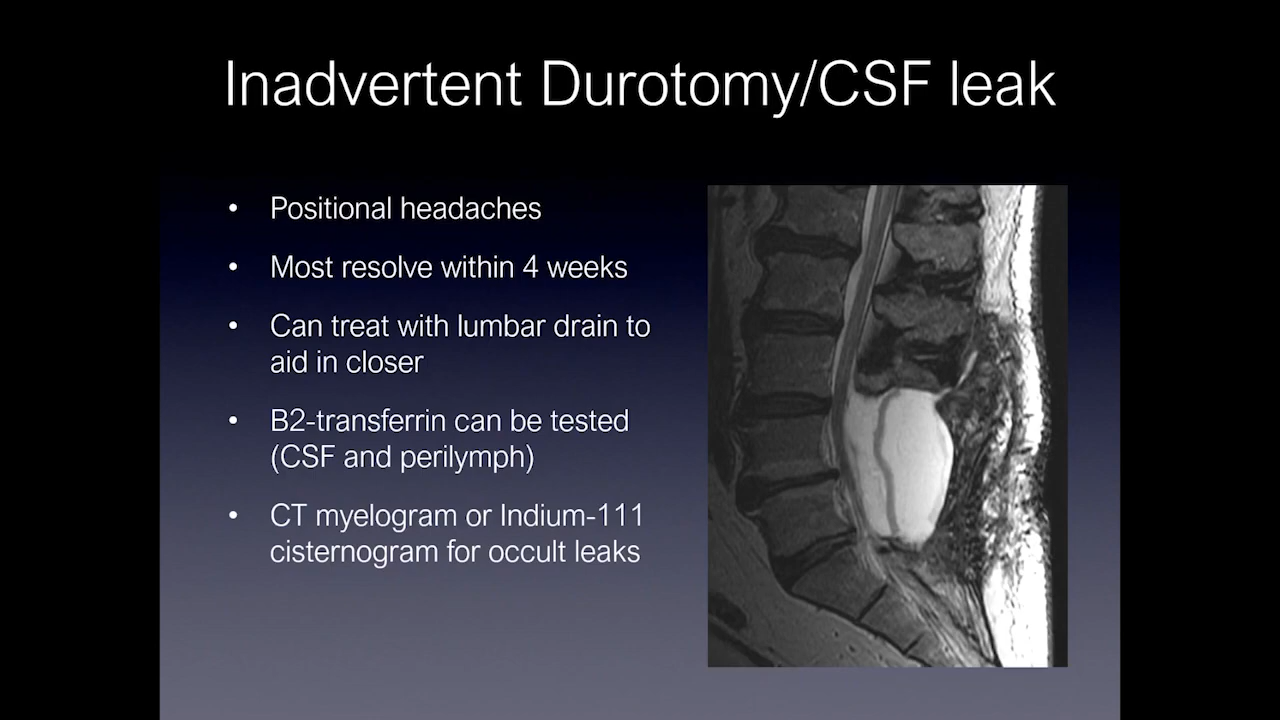 Inadvertent Durotomy/CSF leak
• Positional headaches
• Most resolve within 4 weeks
• Can treat with lumbar drain to
aid in closer
• B2-transferrin can be tested
(CSF and perilymph)
• CT myelogram or Indium-111
cisternogram for occult leaks